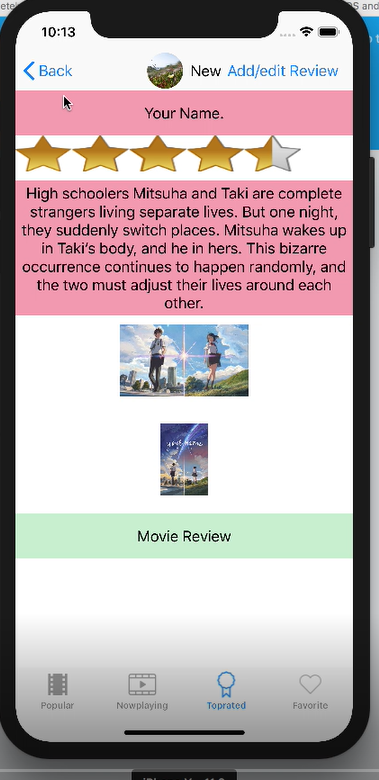 10:13
Back
New
Add/edit Review
Your Name.
High schoolers Mitsuha and Taki are complete
strangers living separate lives. But one night,
they suddenly switch places. Mitsuha wakes up
in Taki's body, and he in hers. This bizarre
occurrence continues to happen randomly, and
the two must adjust their lives around each
other.
your name.
Movie Review
Popular
Nowplaying
Toprated
Favorite